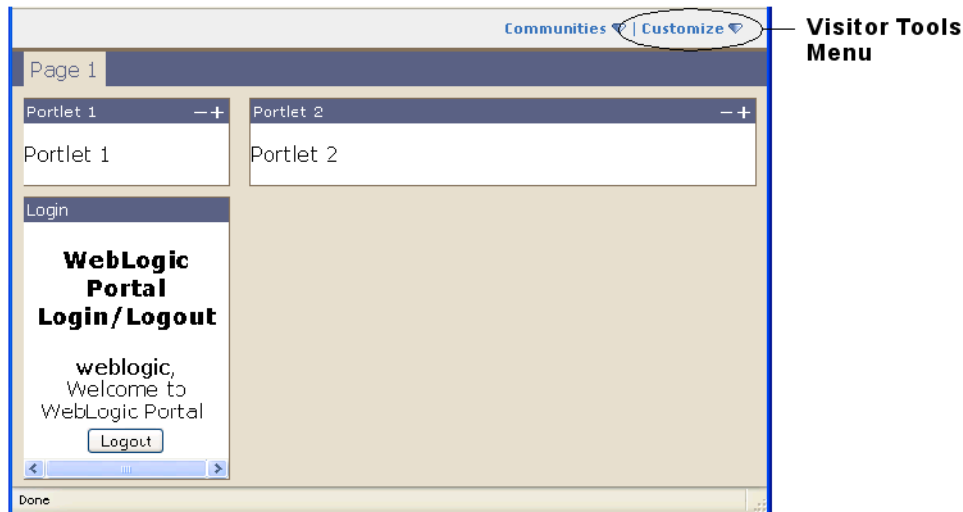 Communities | Customize
Visitor Tools
Menu
Page 1
Portlet 1
Portlet 2
Portlet 1
Portlet 2
Login
WebLogic
Portal
Login/Logout
weblogic,
Welcome to
WebLogic Portal
Logout
Done